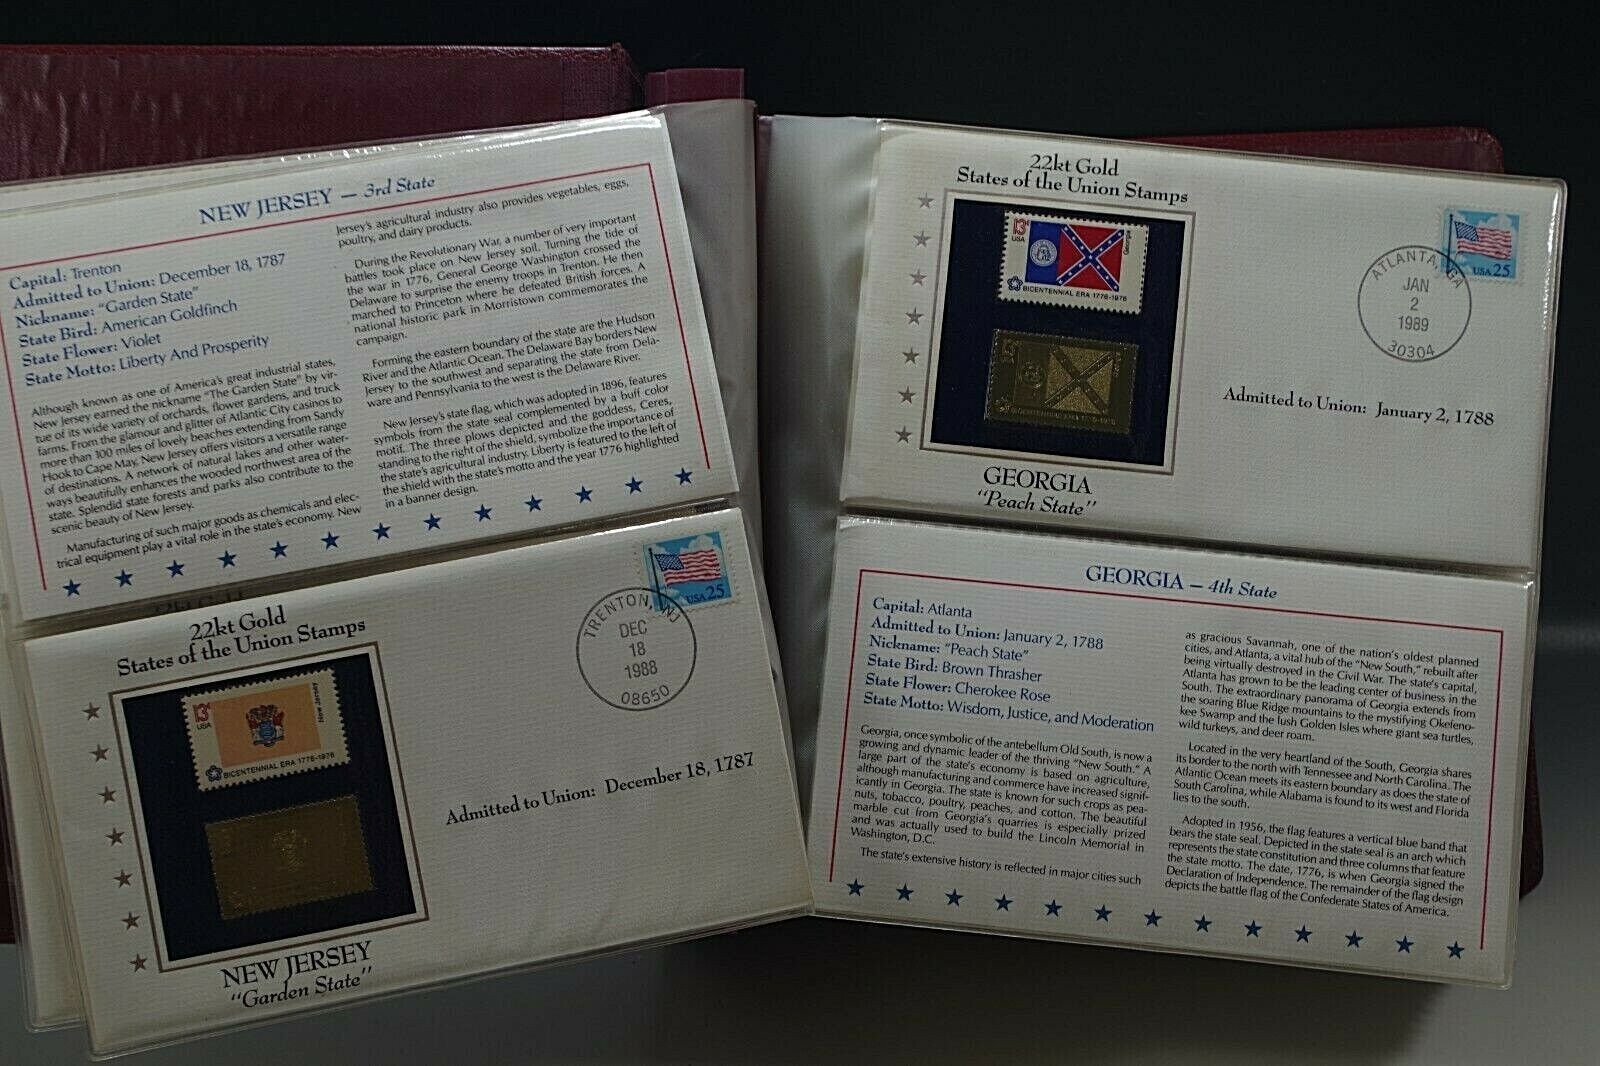 NEW JERSEY — 3rd State
Capital: Trenton
Admitted to Union: December 18, 1787
Nickname: "Garden State"
State Bird: American Goldfinch
State Flower: Violet
State Motto: Liberty And Prosperity
Although known as one of America's great industrial states,
New Jersey earned the nickname "The Garden State" by vir-
tue of its wide variety of orchards, flower gardens, and truck
farms. From the glamour and glitter of Atlantic City casinos to
more than 100 miles of lovely beaches extending from Sandy
Hook to Cape May, New Jersey offers visitors a versatile range
of destinations. A network of natural lakes and other water-
ways beautifully enhances the wooded northwest area of the
state. Splendid state forests and parks also contribute to the
scenic beauty of New Jersey.
Manufacturing of such major goods as chemicals and elec-
trical equipment play a vital role in the state's economy. New
Jersey's agricultural industry also provides vegetables, eggs,
poultry, and dairy products.
During the Revolutionary War, a number of very important
battles took place on New Jersey soil. Turning the tide of
the war in 1776, General George Washington crossed the
Delaware to surprise the enemy troops in Trenton. He then
marched to Princeton where he defeated British forces. A
national historic park in Morristown commemorates the
campaign.
Forming the eastern boundary of the state are the Hudson
River and the Atlantic Ocean. The Delaware Bay borders New
Jersey to the southwest and separating the state from Dela-
ware and Pennsylvania to the west is the Delaware River.
New Jersey's state flag, which was adopted in 1896, features
symbols from the state seal complemented by a buff color
motif. The three plows depicted and the goddess, Ceres,
standing to the right of the shield, symbolize the importance of
the state's agricultural industry. Liberty is featured to the left of
the shield with the state's motto and the year 1776 highlighted
in a banner design.
22kt Gold
States of the Union Stamps
13¢
USA
New Jersey
BICENTENNIAL ERA 1776-1976
NEW JERSEY
"Garden State"
TRENTON, NJ
DEC
18
1988
08650
USA 25
Admitted to Union: December 18, 1787
22kt Gold
States of the Union Stamps
13¢
USA
Georgia
BICENTENNIAL ERA 1776-1976
13¢
BICENTENNIAL ERA 1776-1976
GEORGIA
"Peach State"
ATLANTA, GA
JAN
2
1989
30304
USA 25
Admitted to Union: January 2, 1788
GEORGIA — 4th State
Capital: Atlanta
Admitted to Union: January 2, 1788
Nickname: "Peach State"
State Bird: Brown Thrasher
State Flower: Cherokee Rose
State Motto: Wisdom, Justice, and Moderation
Georgia, once symbolic of the antebellum Old South, is now a
growing and dynamic leader of the thriving "New South." A
large part of the state's economy is based on agriculture,
although manufacturing and commerce have increased signif-
icantly in Georgia. The state is known for such crops as pea-
nuts, tobacco, poultry, peaches, and cotton. The beautiful
marble cut from Georgia's quarries is especially prized
and was actually used to build the Lincoln Memorial in
Washington, D.C.
The state's extensive history is reflected in major cities such
as gracious Savannah, one of the nation's oldest planned
cities, and Atlanta, a vital hub of the "New South," rebuilt after
being virtually destroyed in the Civil War. The state's capital,
Atlanta has grown to be the leading center of business in the
South. The extraordinary panorama of Georgia extends from
the soaring Blue Ridge mountains to the mystifying Okefeno-
kee Swamp and the lush Golden Isles where giant sea turtles,
wild turkeys, and deer roam.
Located in the very heartland of the South, Georgia shares
its border to the north with Tennessee and North Carolina. The
Atlantic Ocean meets its eastern boundary as does the state of
South Carolina, while Alabama is found to its west and Florida
lies to the south.
Adopted in 1956, the flag features a vertical blue band that
bears the state seal. Depicted in the state seal is an arch which
represents the state constitution and three columns that feature
the state motto. The date, 1776, is when Georgia signed the
Declaration of Independence. The remainder of the flag design
depicts the battle flag of the Confederate States of America.